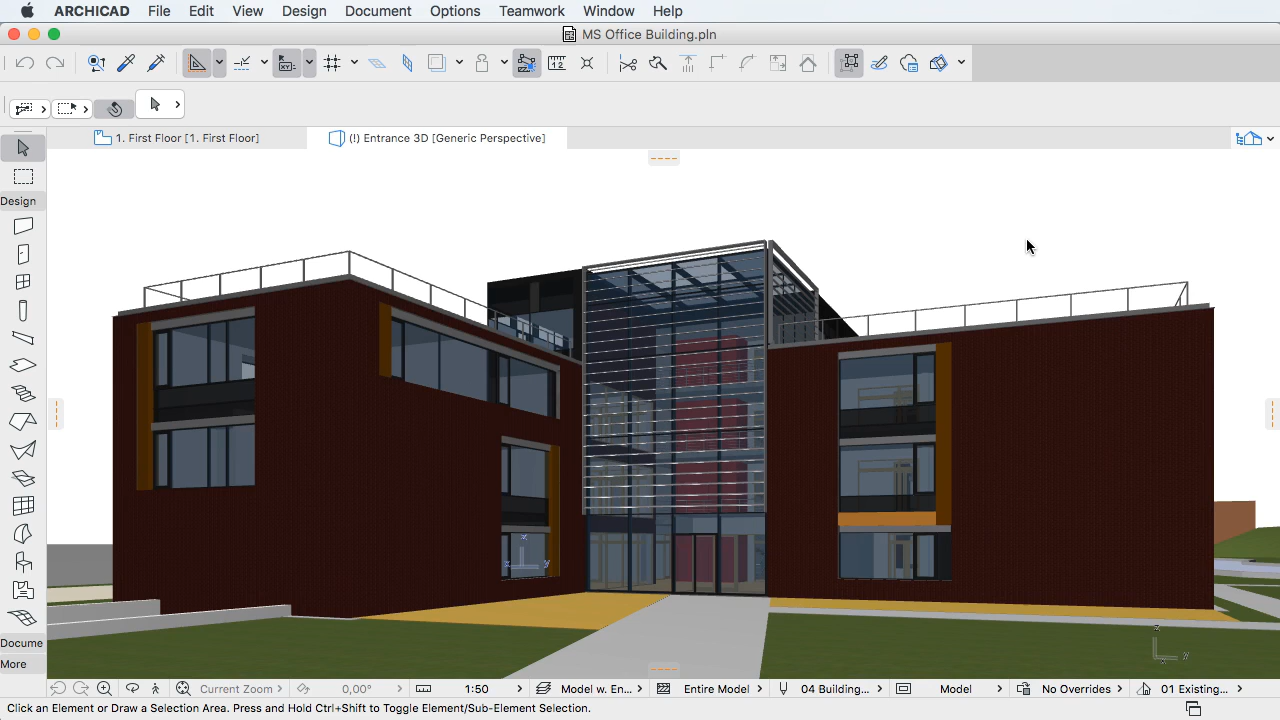 ARCHICAD File Edit View Design Document Options Teamwork Window Help
MS Office Building.pln
1. First Floor [1. First Floor]
(!) Entrance 3D [Generic Perspective]
Design
Docume
More
Current Zoom
0,00°
1:50
Model w. En...
Entire Model
04 Building...
Model
No Overrides
01 Existing...
Click an Element or Draw a Selection Area. Press and Hold Ctrl+Shift to Toggle Element/Sub-Element Selection.